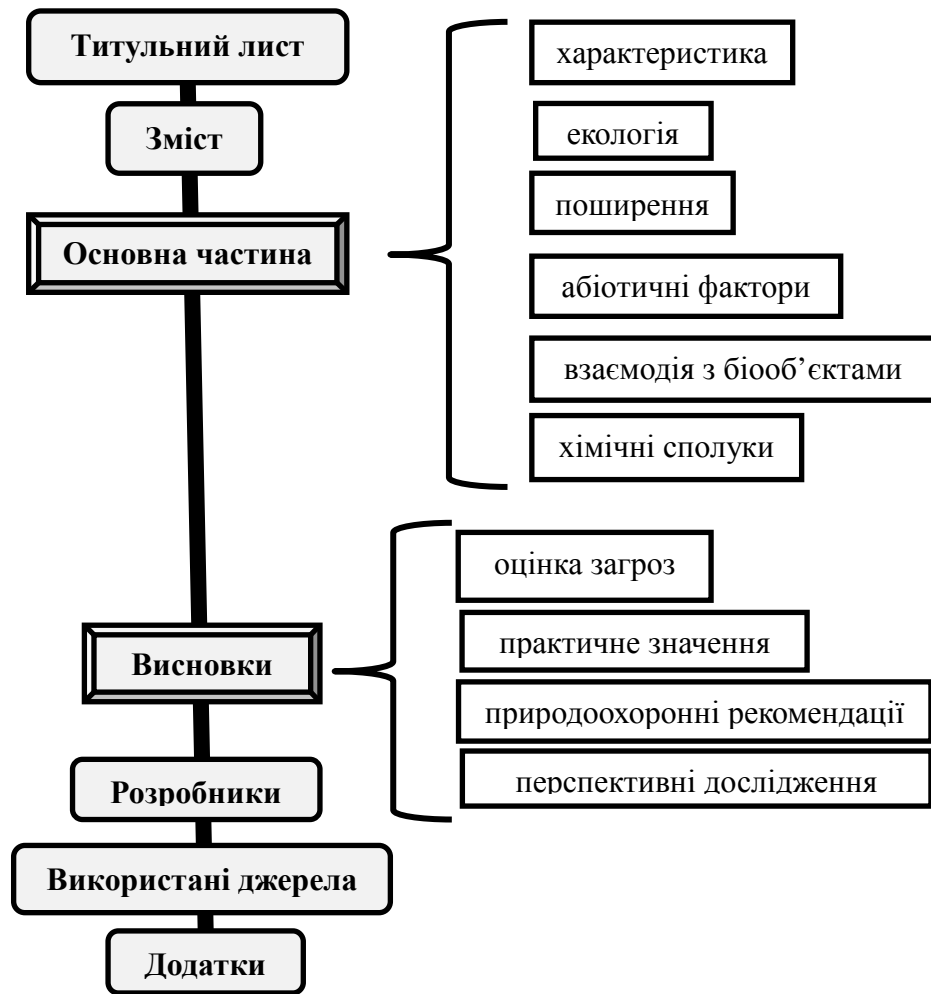 Титульний лист
Зміст
Основна частина
характеристика
екологія
поширення
абіотичні фактори
взаємодія з біооб’єктами
хімічні сполуки
Висновки
оцінка загроз
практичне значення
природоохоронні рекомендації
перспективні дослідження
Розробники
Використані джерела
Додатки